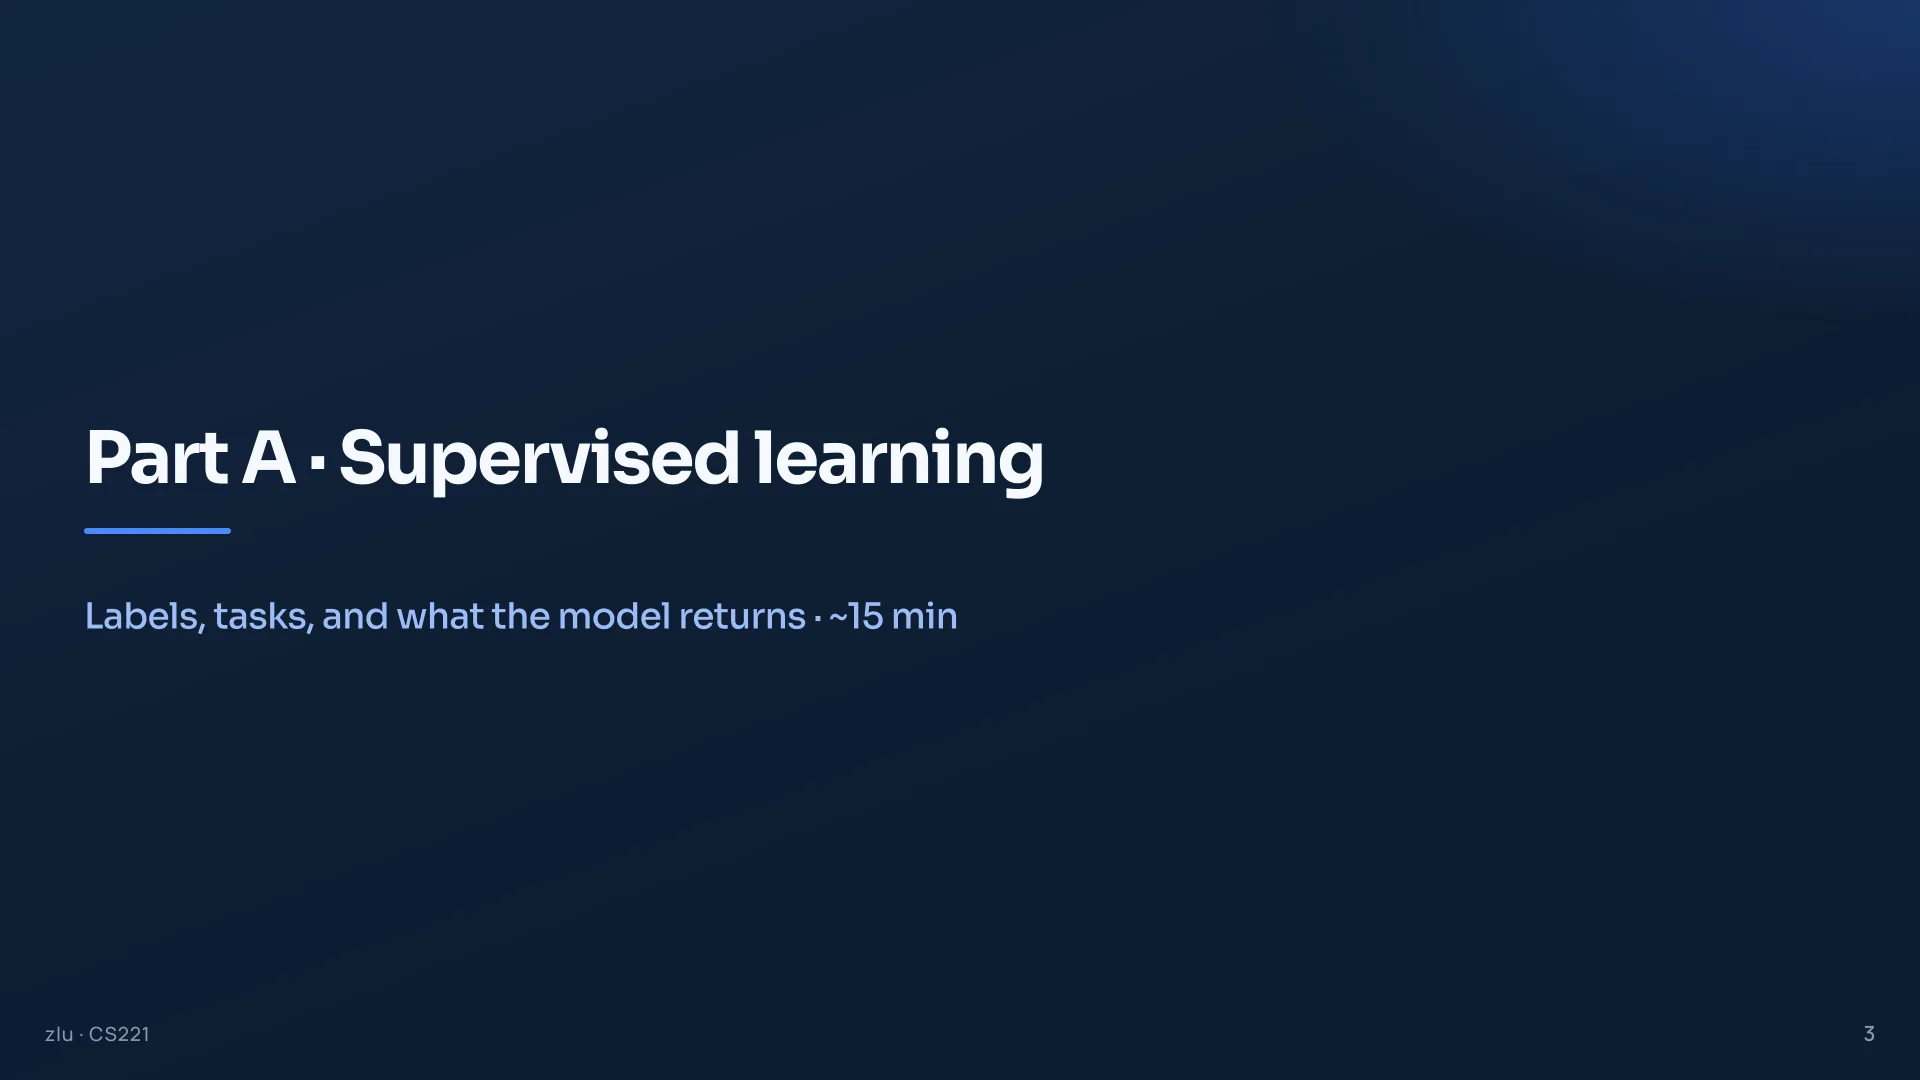 Part A · Supervised learning
Labels, tasks, and what the model returns · ~15 min
zlu · CS221
3